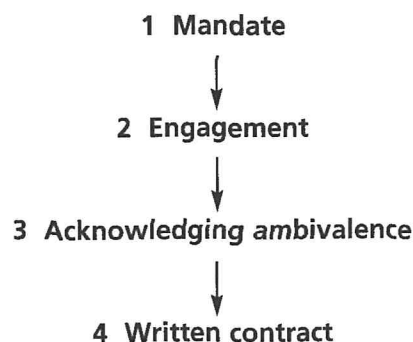 1 Mandate
2 Engagement
3 Acknowledging ambivalence
4 Written contract